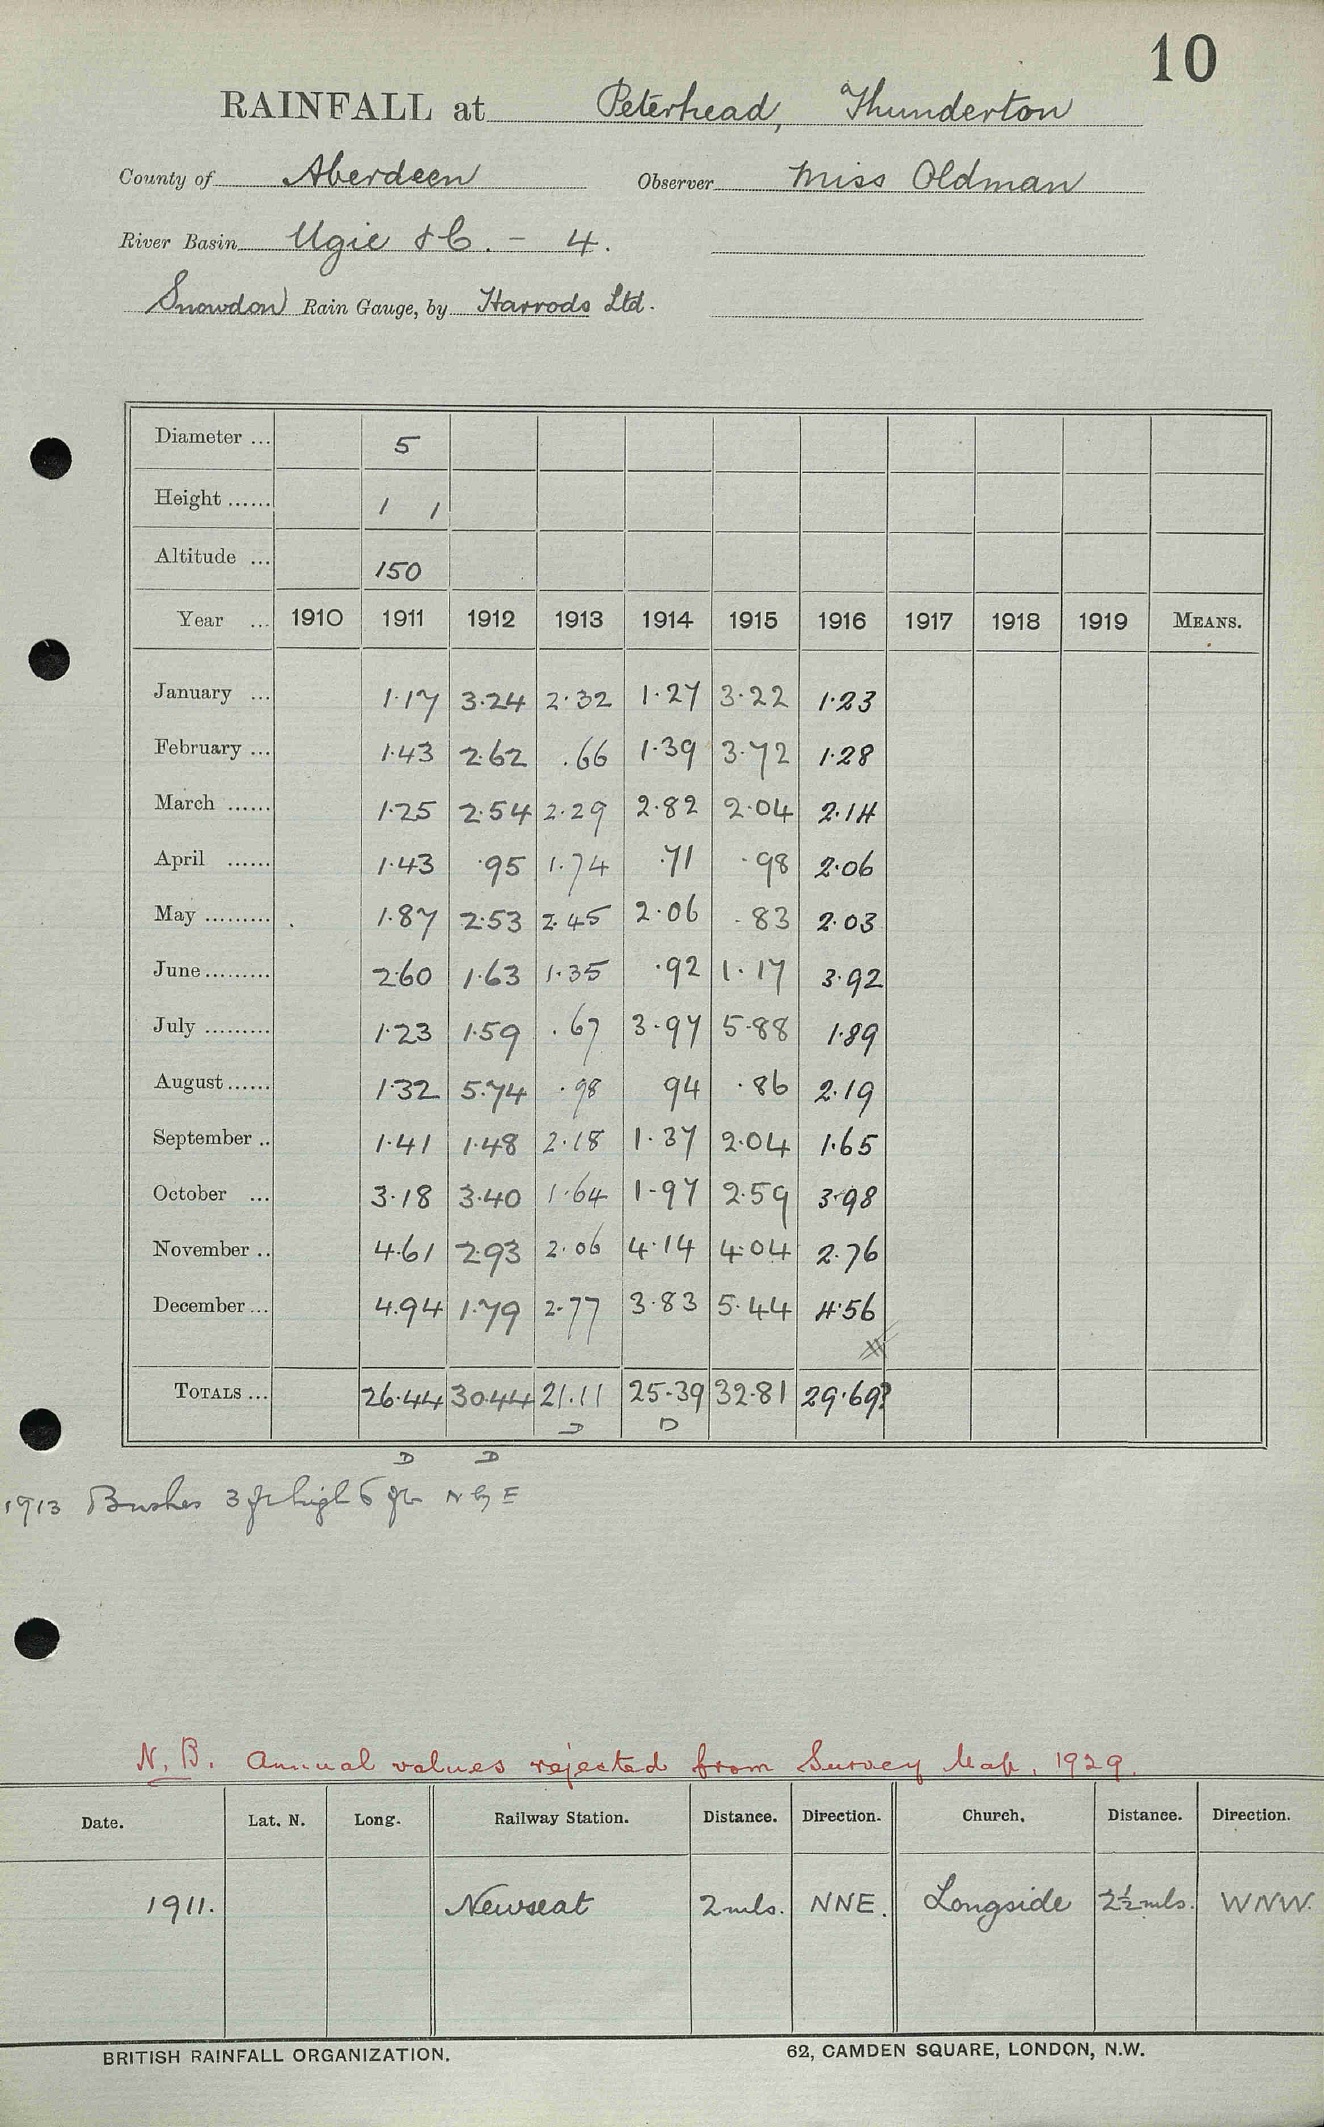 10
RAINFALL at Peterhead, Thunderton
County of Aberdeen Observer Miss Oldman
River Basin Ugie &c. - 4.
Snowdon Rain Gauge, by Harrods Ltd.
Diameter ... 5
Height ...... 1 1
Altitude ... 150
Year ... 1910 1911 1912 1913 1914 1915 1916 1917 1918 1919 MEANS.
January ... 1.17 3.24 2.32 1.27 3.22 1.23
February ... 1.43 2.62 .66 1.39 3.72 1.28
March ...... 1.25 2.54 2.29 2.82 2.04 2.14
April ...... 1.43 .95 1.74 .71 .98 2.06
May ......... 1.87 2.53 2.45 2.06 .83 2.03
June ......... 2.60 1.63 1.35 .92 1.17 3.92
July ......... 1.23 1.59 .67 3.97 5.88 1.89
August ...... 1.32 5.74 .98 94 .86 2.19
September .. 1.41 1.48 2.18 1.37 2.04 1.65
October ... 3.18 3.40 1.64 1.97 2.59 3.98
November .. 4.61 2.93 2.06 4.14 4.04 2.76
December ... 4.94 1.79 2.77 3.83 5.44 4.56
TOTALS ... 26.44 30.44 21.11 25.39 32.81 29.69?
D D
D D
1913 Bushes 3 ft high 6 ft N by E
N.B. Annual values rejected from Survey Map, 1929.
Date. Lat. N. Long. Railway Station. Distance. Direction. Church. Distance. Direction.
1911. Newseat 2 mls. NNE. Longside 2½ mls. WNW.
BRITISH RAINFALL ORGANIZATION. 62, CAMDEN SQUARE, LONDON, N.W.